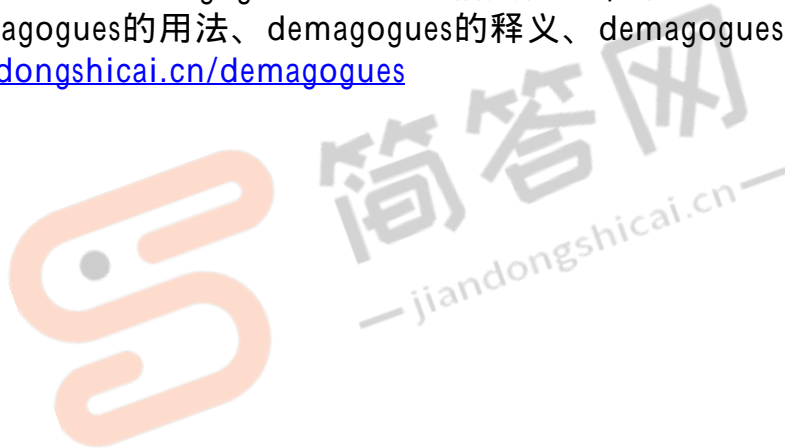 agogues的用法、demagogues的释义、demagogues
dongshicai.cn/demagogues
简答网
jiandongshicai.cn